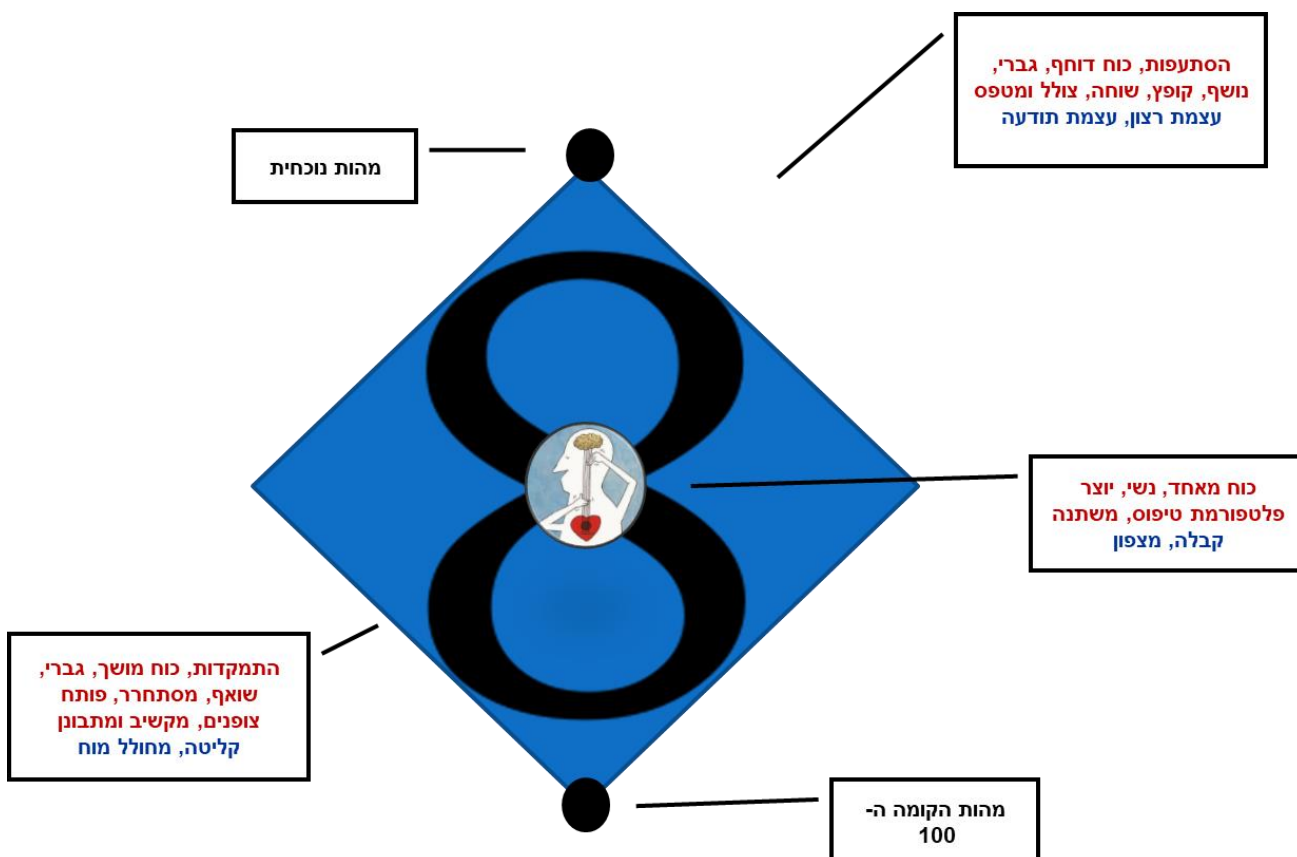 הסתעפות, כוח דוחף, גברי,
נושף, קופץ, שוחה, צולל ומטפס
עצמת רצון, עצמת תודעה
מהות נוכחית
8
כוח מאחד, נשי, יוצר
פלטפורמת טיפוס, משתנה
קבלה, מצפון
התמקדות, כוח מושך, גברי,
שואף, מסתחרר, פותח
צופנים, מקשיב ומתבונן
קליטה, מחולל מוח
מהות הקומה ה-
100